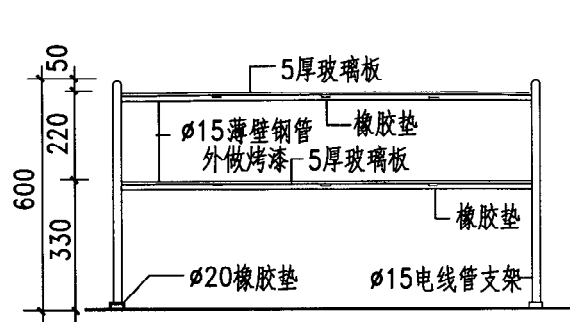 50
5厚玻璃板
220
ø15薄壁钢管
橡胶垫
外做烤漆
5厚玻璃板
600
330
橡胶垫
ø20橡胶垫
ø15电线管支架